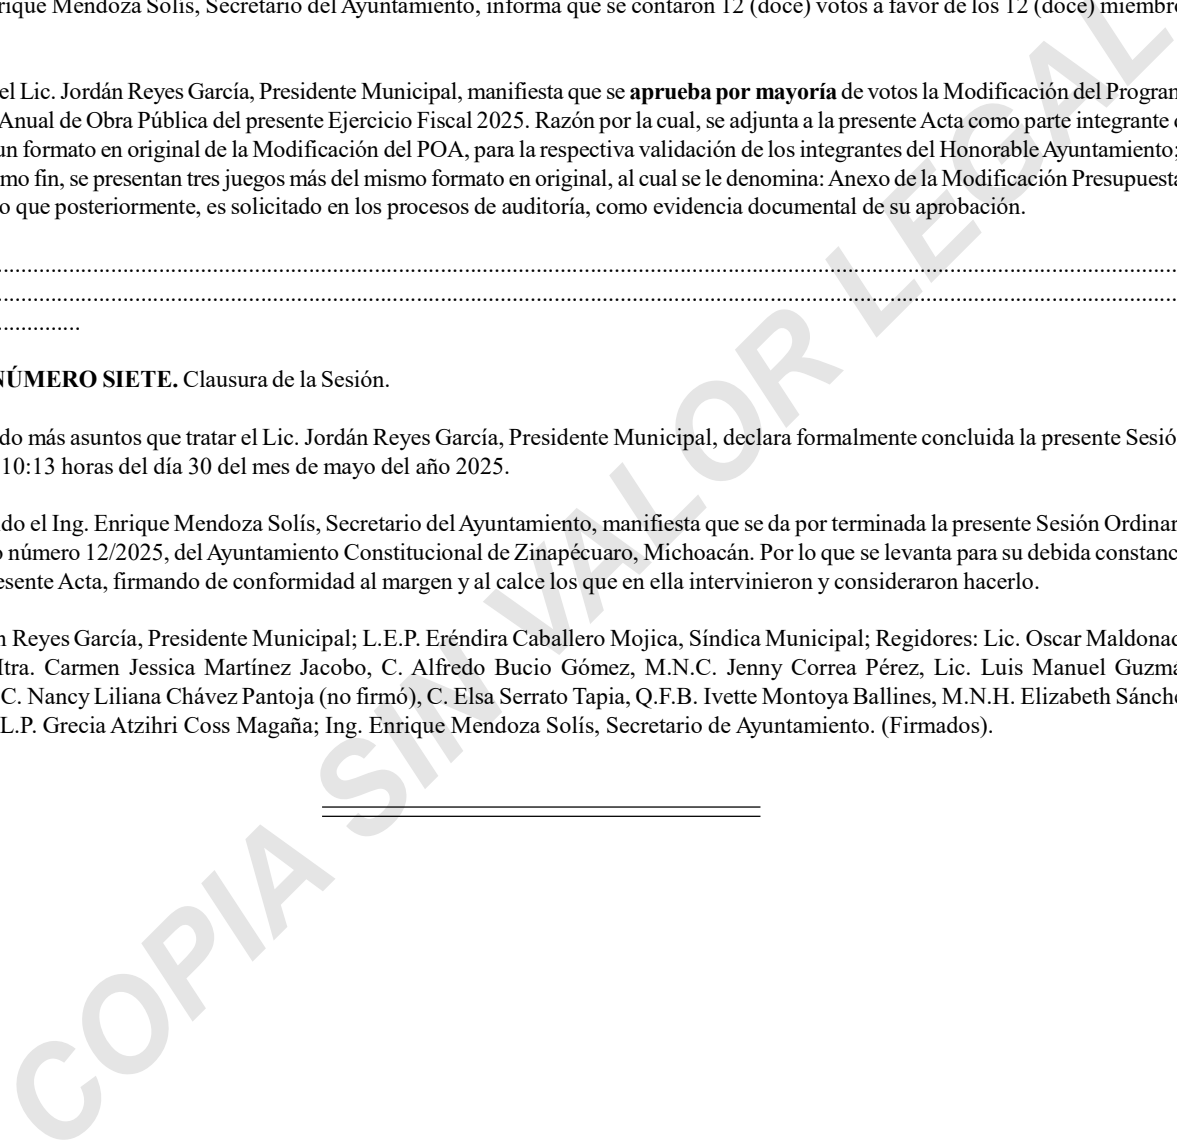 rique Mendoza Solís, Secretario del Ayuntamiento, informa que se contaron 12 (doce) votos a favor de los 12 (doce) miembr
el Lic. Jordán Reyes García, Presidente Municipal, manifiesta que se aprueba por mayoría de votos la Modificación del Program
Anual de Obra Pública del presente Ejercicio Fiscal 2025. Razón por la cual, se adjunta a la presente Acta como parte integrante
un formato en original de la Modificación del POA, para la respectiva validación de los integrantes del Honorable Ayuntamiento;
mo fin, se presentan tres juegos más del mismo formato en original, al cual se le denomina: Anexo de la Modificación Presupuesta
o que posteriormente, es solicitado en los procesos de auditoría, como evidencia documental de su aprobación.
NÚMERO SIETE. Clausura de la Sesión.
do más asuntos que tratar el Lic. Jordán Reyes García, Presidente Municipal, declara formalmente concluida la presente Sesió
10:13 horas del día 30 del mes de mayo del año 2025.
do el Ing. Enrique Mendoza Solís, Secretario del Ayuntamiento, manifiesta que se da por terminada la presente Sesión Ordinar
o número 12/2025, del Ayuntamiento Constitucional de Zinapécuaro, Michoacán. Por lo que se levanta para su debida constanc
esente Acta, firmando de conformidad al margen y al calce los que en ella intervinieron y consideraron hacerlo.
n Reyes García, Presidente Municipal; L.E.P. Eréndira Caballero Mojica, Síndica Municipal; Regidores: Lic. Oscar Maldonad
tra. Carmen Jessica Martínez Jacobo, C. Alfredo Bucio Gómez, M.N.C. Jenny Correa Pérez, Lic. Luis Manuel Guzmá
C. Nancy Liliana Chávez Pantoja (no firmó), C. Elsa Serrato Tapia, Q.F.B. Ivette Montoya Ballines, M.N.H. Elizabeth Sánche
L.P. Grecia Atzihri Coss Magaña; Ing. Enrique Mendoza Solís, Secretario de Ayuntamiento. (Firmados).
COPIA SIN VALOR LEGAL